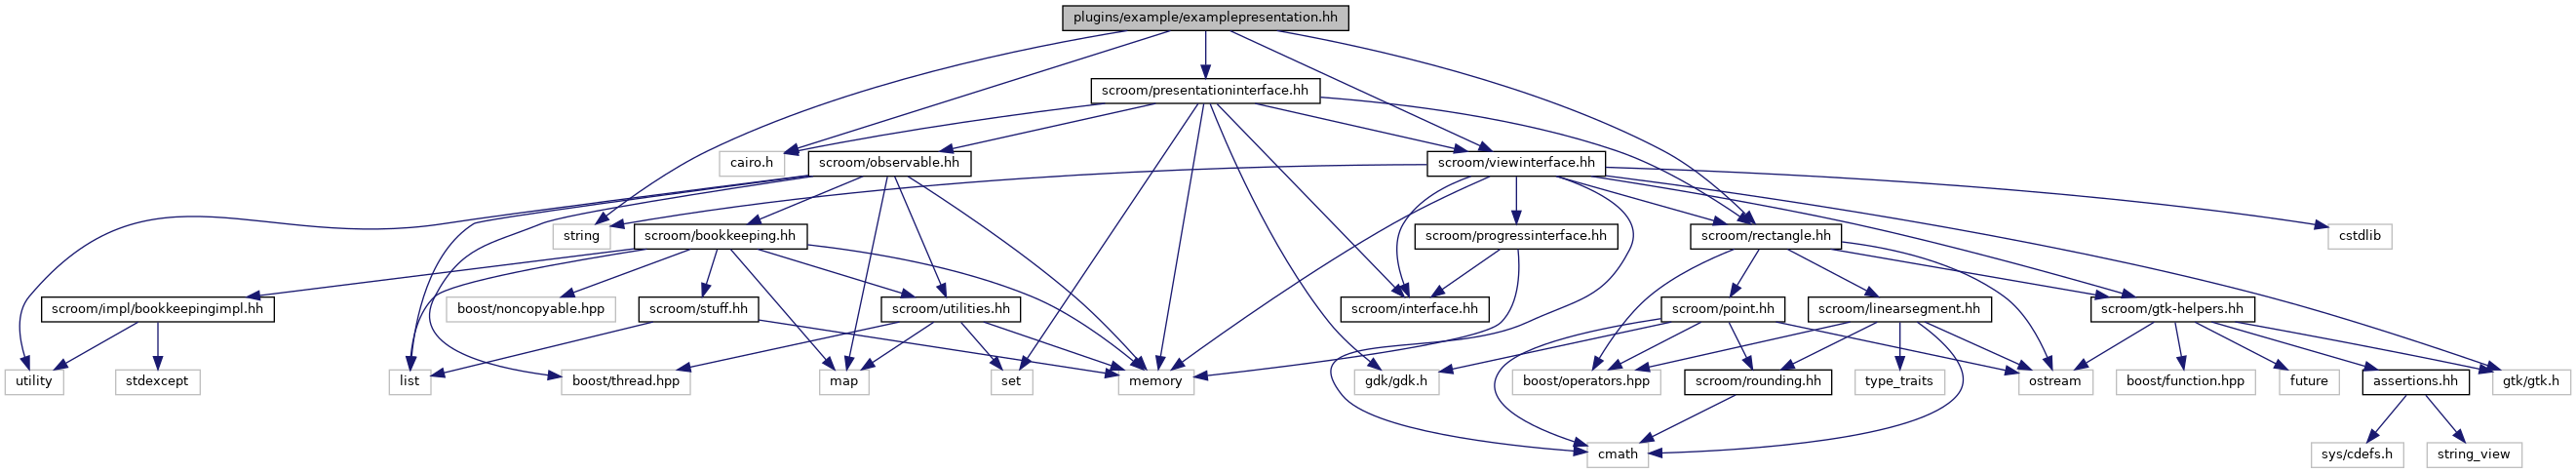 plugins/example/examplepresentation.hh
scroom/presentationinterface.hh
cairo.h
scroom/observable.hh
scroom/viewinterface.hh
string
scroom/bookkeeping.hh
scroom/progressinterface.hh
scroom/rectangle.hh
cstdlib
scroom/impl/bookkeepingimpl.hh
boost/noncopyable.hpp
scroom/stuff.hh
scroom/utilities.hh
scroom/interface.hh
scroom/point.hh
scroom/linearsegment.hh
scroom/gtk-helpers.hh
utility
stdexcept
list
boost/thread.hpp
map
set
memory
gdk/gdk.h
boost/operators.hpp
scroom/rounding.hh
type_traits
ostream
boost/function.hpp
future
assertions.hh
gtk/gtk.h
cmath
sys/cdefs.h
string_view